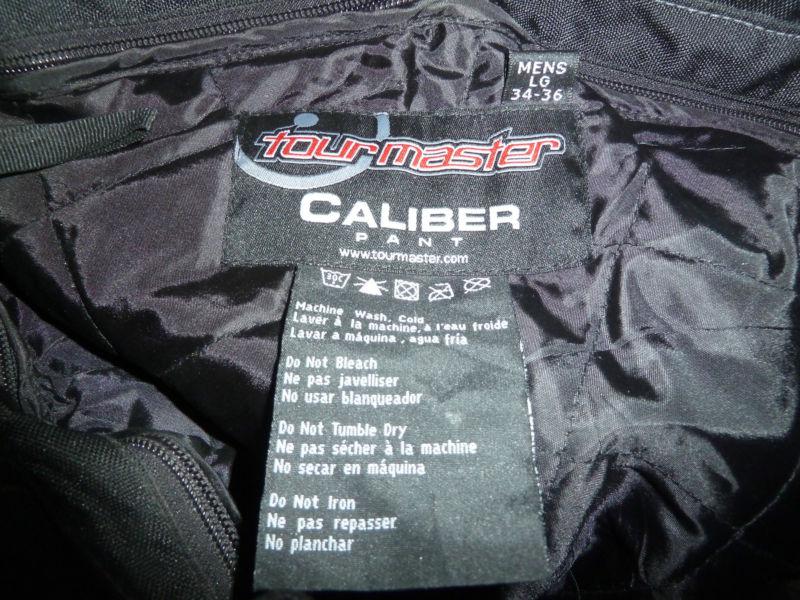 MENS
LG
34-36
tourmaster
CALIBER
PANT
www.tourmaster.com
Machine Wash, Cold
Laver à la machine, à l'eau froide
Lavar a máquina, agua fría
Do Not Bleach
Ne pas javelliser
No usar blanqueador
Do Not Tumble Dry
Ne pas sécher à la machine
No secar en máquina
Do Not Iron
Ne pas repasser
No planchar